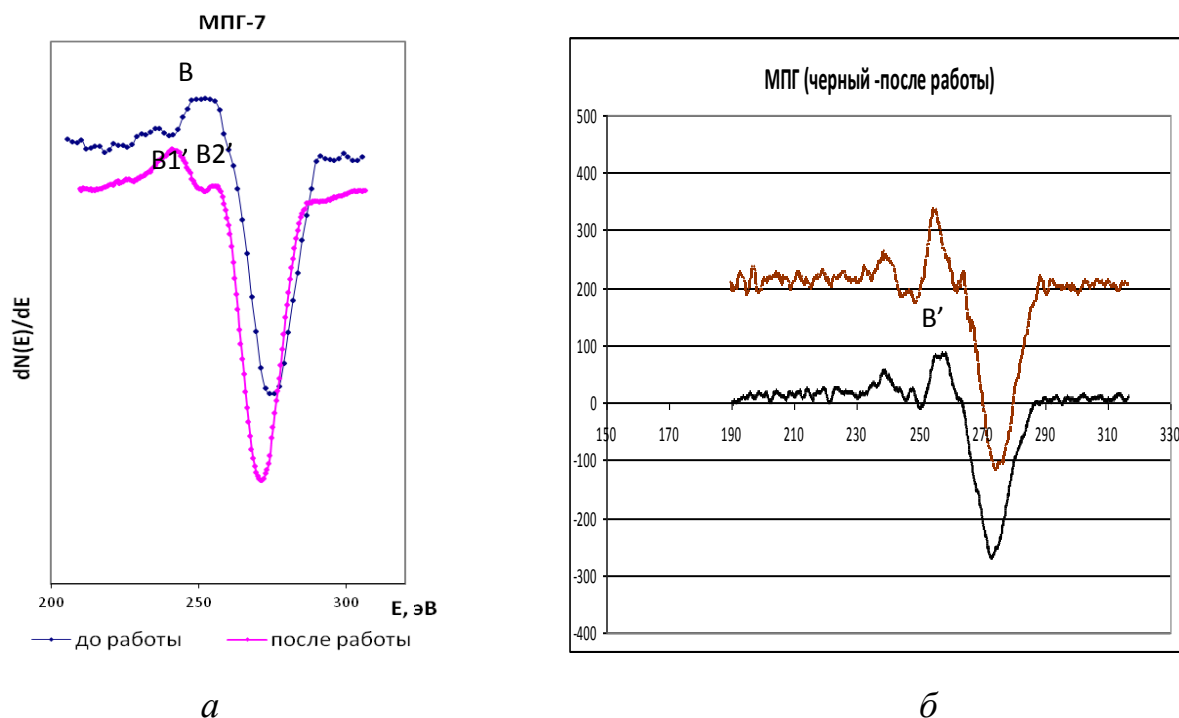 МПГ-7
B
B1’ B2’
dN(E)/dE
200 250 300
E, эВ
до работы после работы
а
МПГ (черный -после работы)
500
400
300
200
B’
100
0
150 170 190 210 230 250 270 290 310 330
-100
-200
-300
-400
б